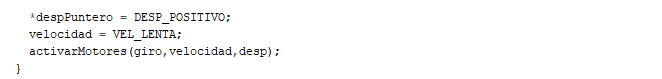 *despPuntero = DESP_POSITIVO;
velocidad = VEL_LENTA;
activarMotores(giro,velocidad,desp);
}